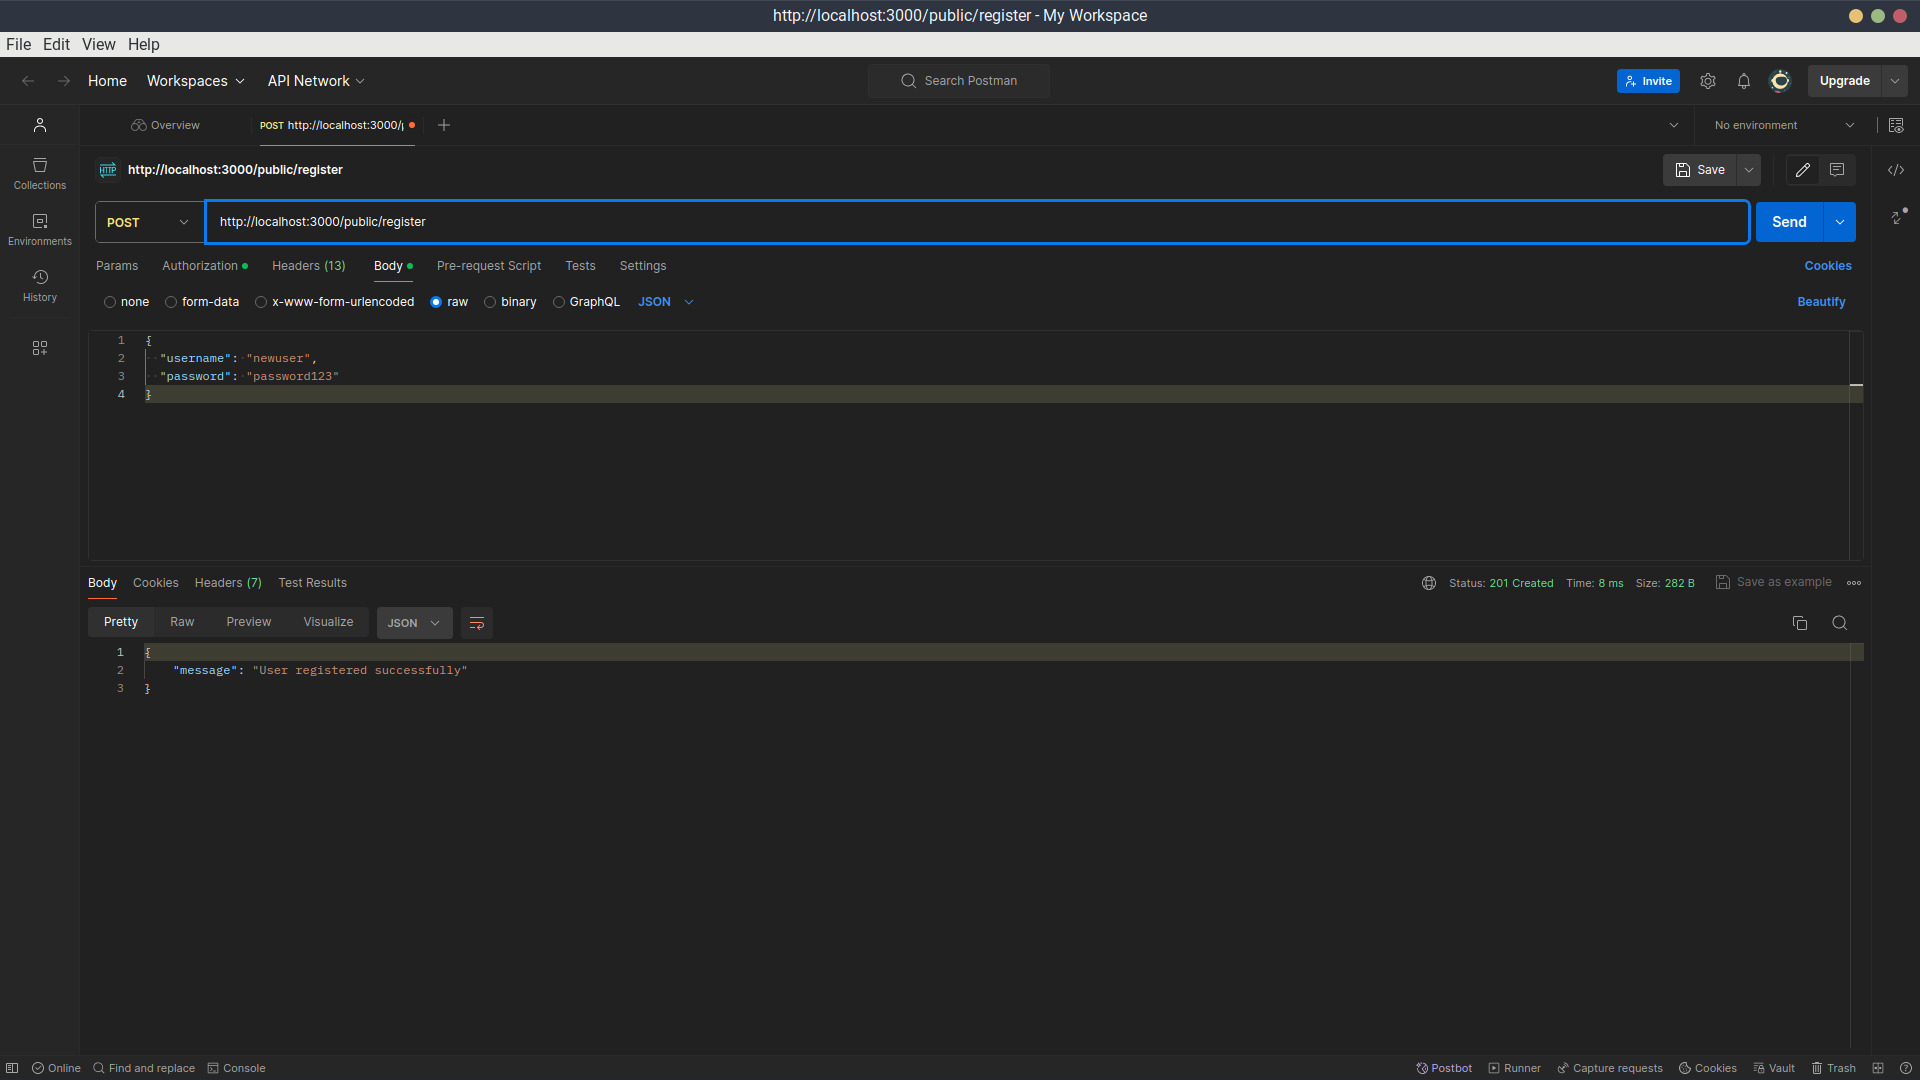 http://localhost:3000/public/register - My Workspace
File Edit View Help
Home Workspaces API Network Search Postman Invite Upgrade
Overview POST http://localhost:3000/ No environment
HTTP http://localhost:3000/public/register Save
Collections
POST http://localhost:3000/public/register Send
Environments
Params Authorization Headers (13) Body Pre-request Script Tests Settings Cookies
History
none form-data x-www-form-urlencoded raw binary GraphQL JSON Beautify
1 {
2 "username": "newuser",
3 "password": "password123"
4 }
Body Cookies Headers (7) Test Results Status: 201 Created Time: 8 ms Size: 282 B Save as example
Pretty Raw Preview Visualize JSON
1 {
2 "message": "User registered successfully"
3 }
Online Find and replace Console Postbot Runner Capture requests Cookies Vault Trash